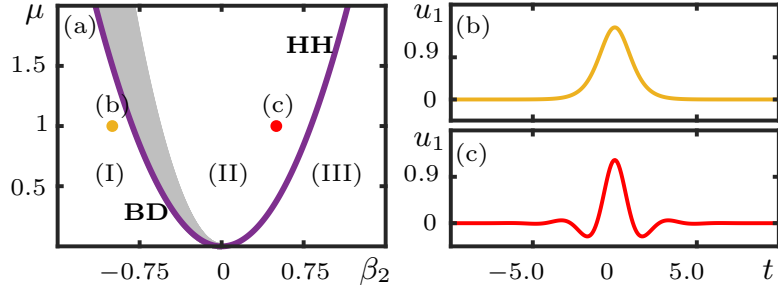 μ (a) HH
1.5
(b) (c)
1
(I) (II) (III)
0.5
BD
−0.75 0 0.75 β₂
u₁ (b)
0.9
0
u₁ (c)
0.9
0
−5.0 0 5.0 t